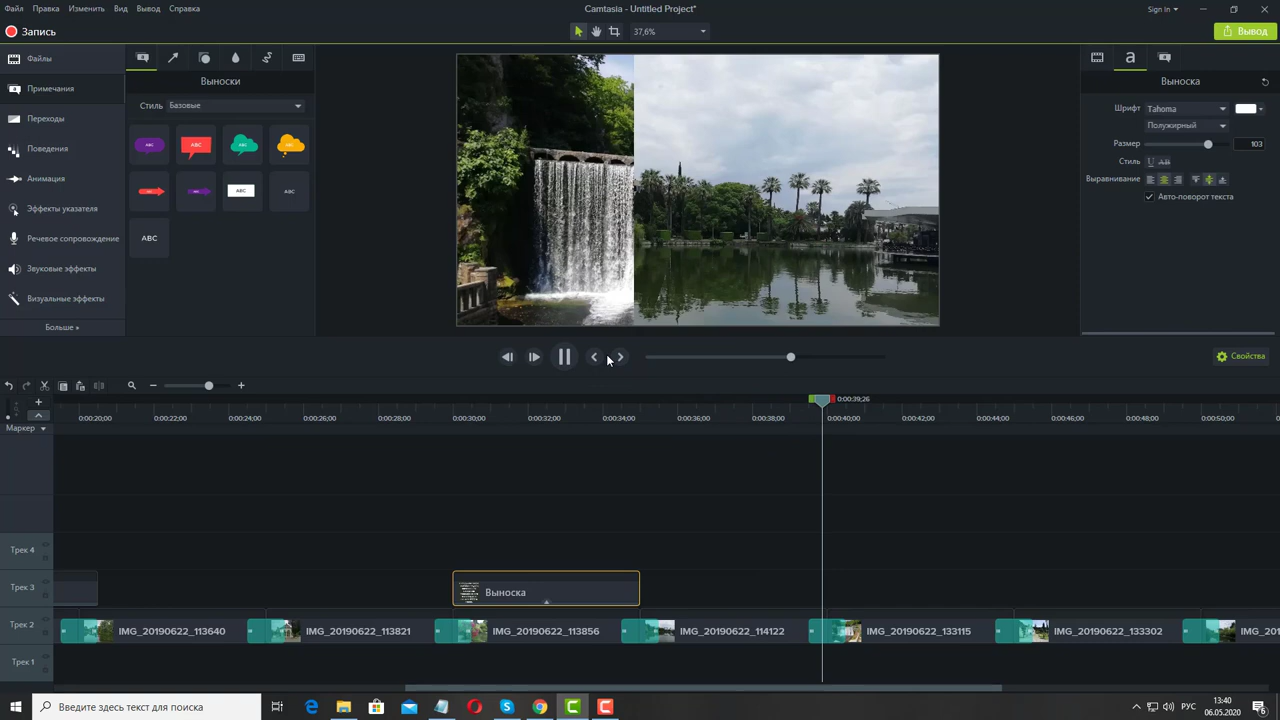 Файл Правка Изменить Вид Вывод Справка
Camtasia - Untitled Project*
Sign In
Запись
37,6%
Вывод
Файлы
Примечания
Переходы
Поведения
Анимация
Эффекты указателя
Речевое сопровождение
Звуковые эффекты
Визуальные эффекты
Больше »
Выноски
Стиль Базовые
ABC ABC ABC ABC
ABC ABC
ABC
a
Выноска
Шрифт Tahoma
Полужирный
Размер 103
Стиль
Выравнивание
Авто-поворот текста
Свойства
0:00:39;26
0:00:20;00 0:00:22;00 0:00:24;00 0:00:26;00 0:00:28;00 0:00:30;00 0:00:32;00 0:00:34;00 0:00:36;00 0:00:38;00 0:00:40;00 0:00:42;00 0:00:44;00 0:00:46;00 0:00:48;00 0:00:50;00
Маркер
Трек 4
Трек 3
Выноска
Трек 2
IMG_20190622_113640 IMG_20190622_113821 IMG_20190622_113856 IMG_20190622_114122 IMG_20190622_133115 IMG_20190622_133302 IMG_201
Трек 1
Введите здесь текст для поиска
РУС
13:40
06.05.2020